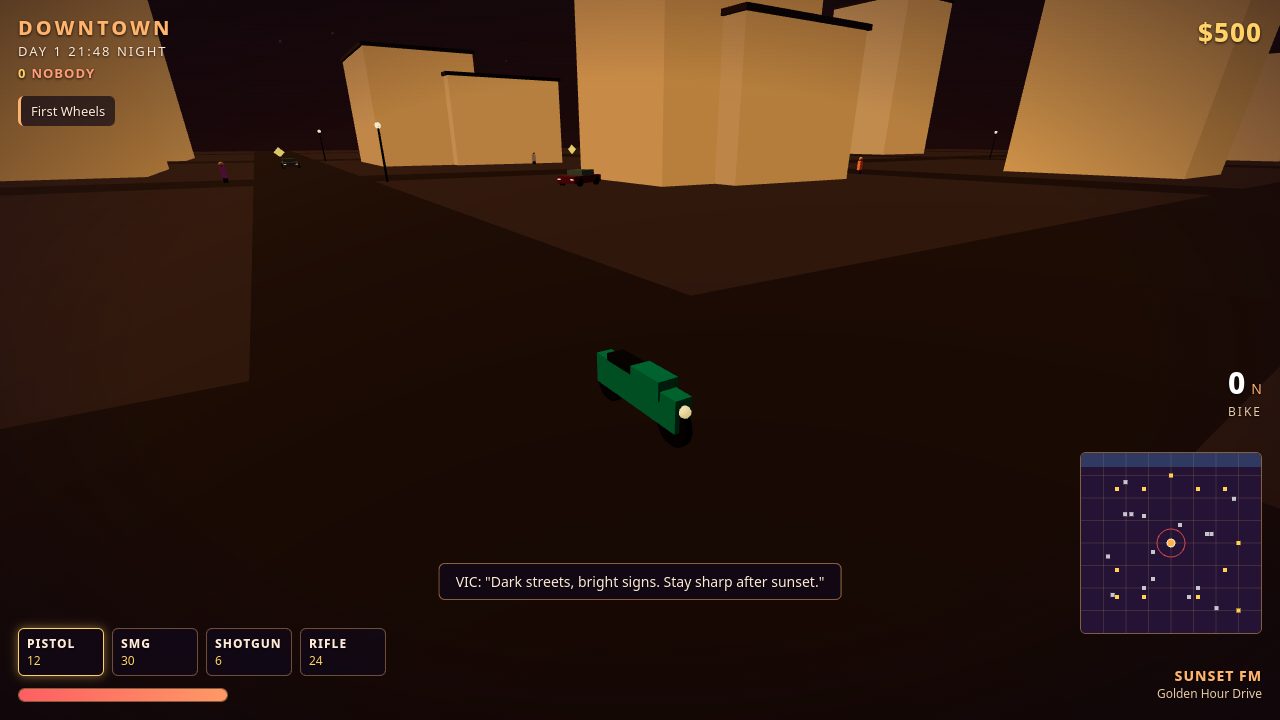 DOWNTOWN
DAY 1 21:48 NIGHT
0 NOBODY
First Wheels
$500
0 N
BIKE
VIC: "Dark streets, bright signs. Stay sharp after sunset."
PISTOL
12
SMG
30
SHOTGUN
6
RIFLE
24
SUNSET FM
Golden Hour Drive